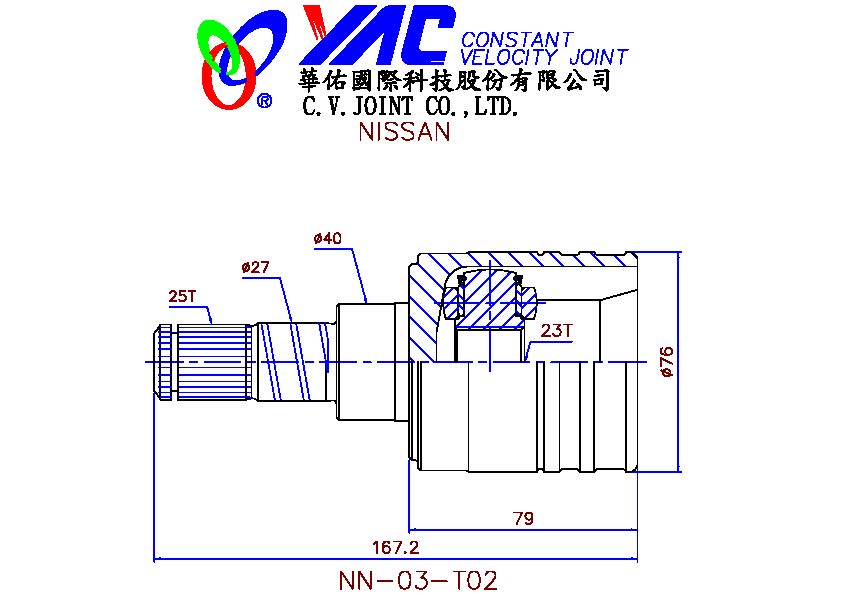 YAC CONSTANT
VELOCITY JOINT
®
華佑國際科技股份有限公司
C.V.JOINT CO.,LTD.
NISSAN
ø40
ø27
25T
23T
ø76
79
167.2
NN-03-T02